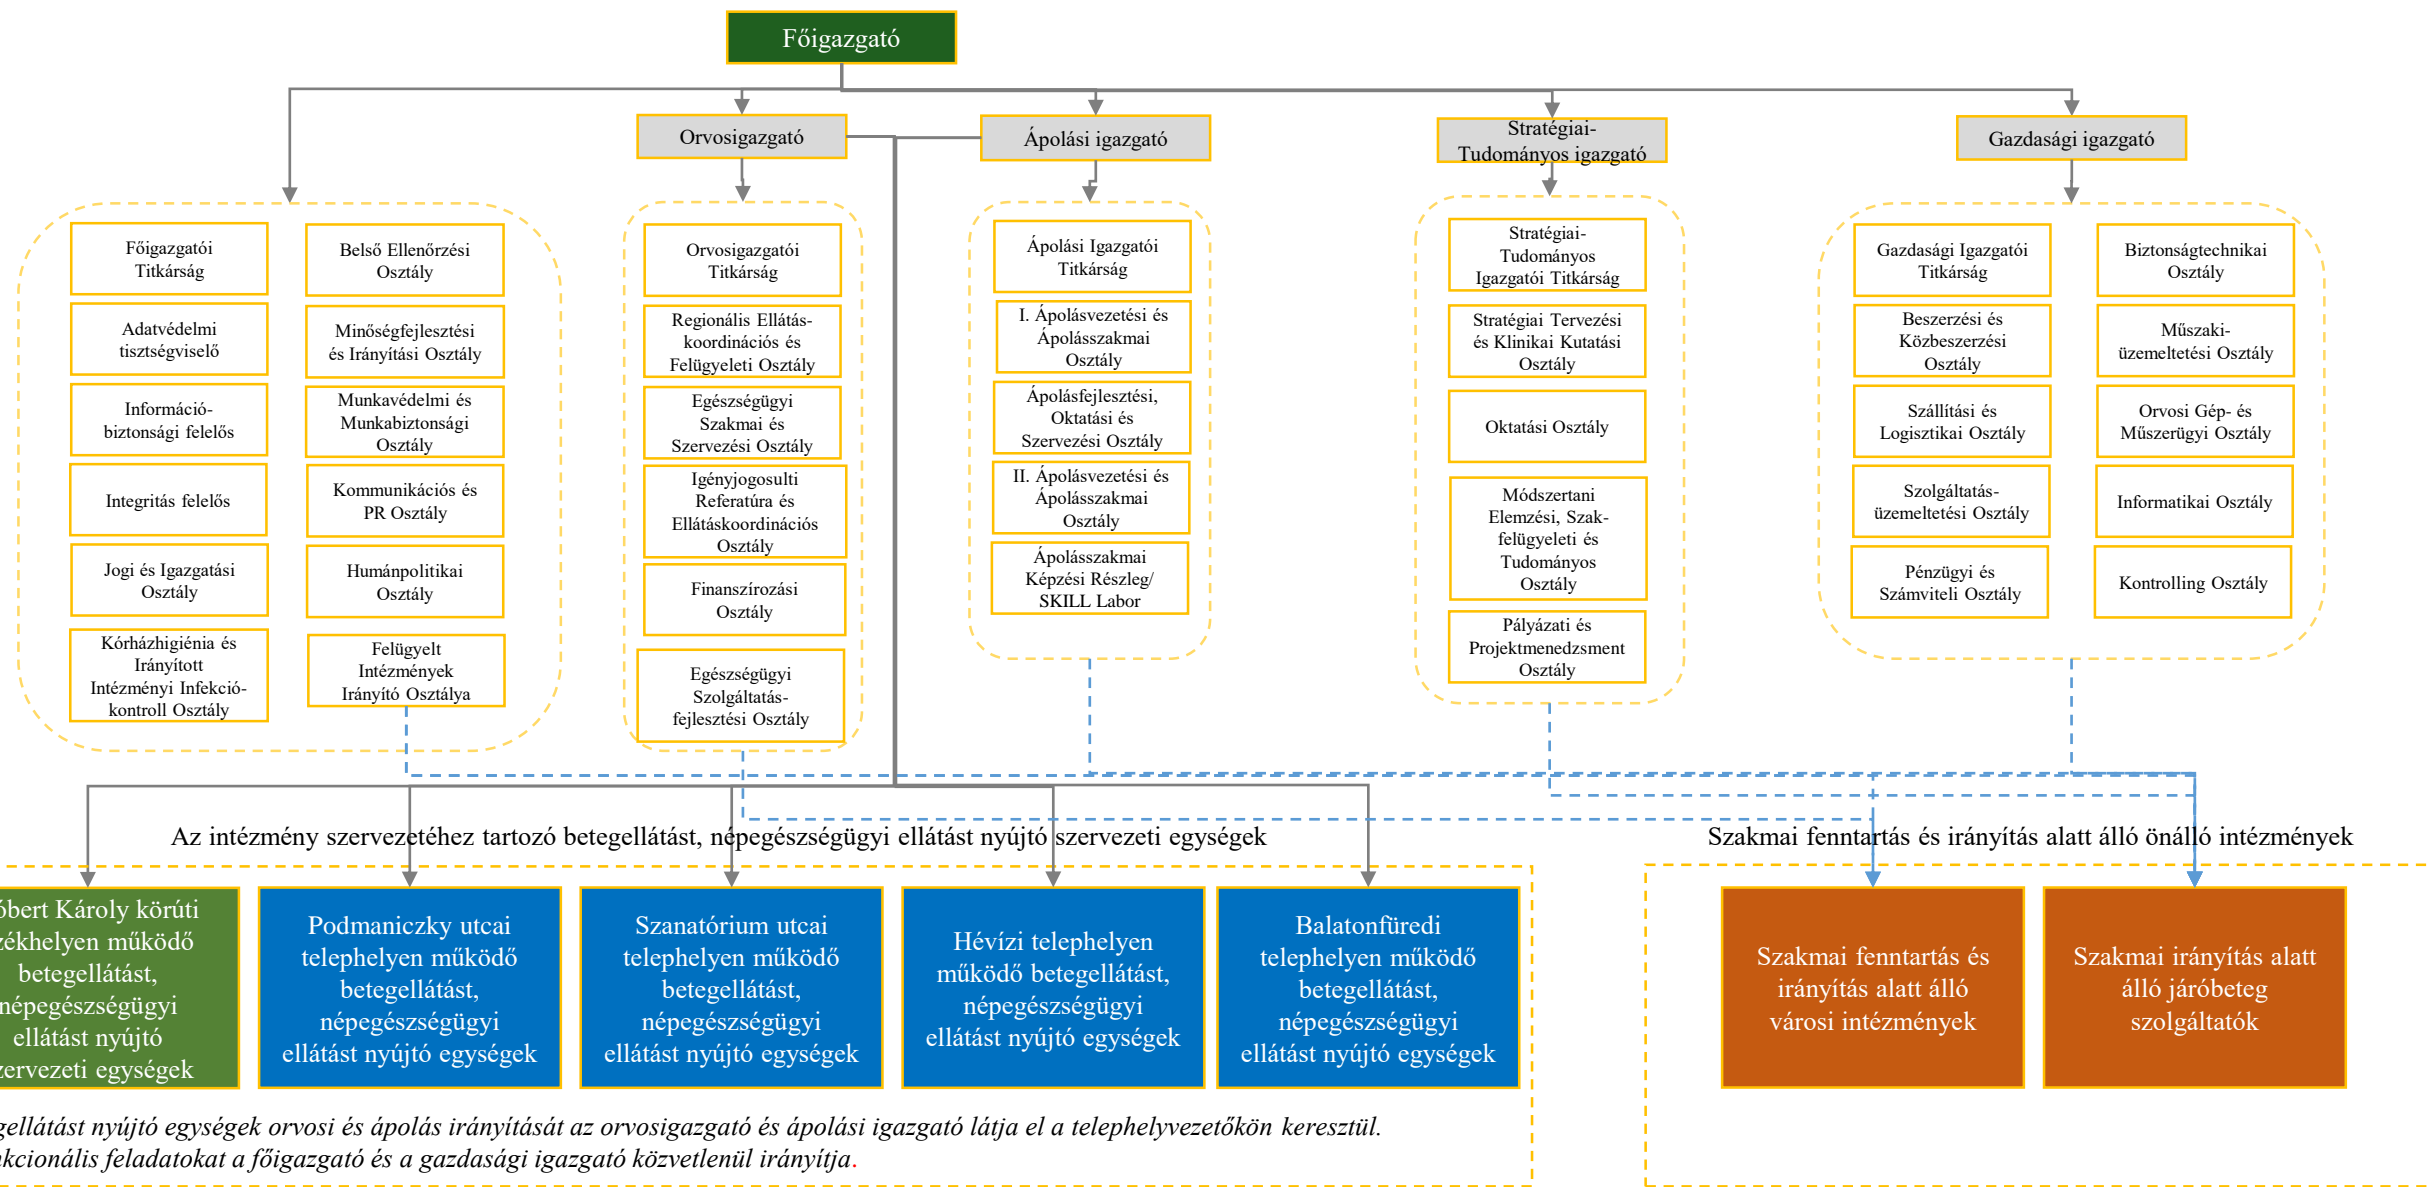 Főigazgató
Orvosigazgató
Ápolási igazgató
Stratégiai-
Tudományos igazgató
Gazdasági igazgató
Főigazgatói
Titkárság
Adatvédelmi
tisztségviselő
Információ-
biztonsági felelős
Integritás felelős
Jogi és Igazgatási
Osztály
Kórházhigiénia és
Irányított
Intézményi Infekció-
kontroll Osztály
Belső Ellenőrzési
Osztály
Minőségfejlesztési
és Irányítási Osztály
Munkavédelmi és
Munkabiztonsági
Osztály
Kommunikációs és
PR Osztály
Humánpolitikai
Osztály
Felügyelt
Intézmények
Irányító Osztálya
Orvosigazgatói
Titkárság
Regionális Ellátás-
koordinációs és
Felügyeleti Osztály
Egészségügyi
Szakmai és
Szervezési Osztály
Igényjogosulti
Referatúra és
Ellátáskoordinációs
Osztály
Finanszírozási
Osztály
Egészségügyi
Szolgáltatás-
fejlesztési Osztály
Ápolási Igazgatói
Titkárság
I. Ápolásvezetési és
Ápolásszakmai
Osztály
Ápolásfejlesztési,
Oktatási és
Szervezési Osztály
II. Ápolásvezetési és
Ápolásszakmai
Osztály
Ápolásszakmai
Képzési Részleg/
SKILL Labor
Stratégiai-
Tudományos
Igazgatói Titkárság
Stratégiai Tervezési
és Klinikai Kutatási
Osztály
Oktatási Osztály
Módszertani
Elemzési, Szak-
felügyeleti és
Tudományos
Osztály
Pályázati és
Projektmenedzsment
Osztály
Gazdasági Igazgatói
Titkárság
Beszerzési és
Közbeszerzési
Osztály
Szállítási és
Logisztikai Osztály
Szolgáltatás-
üzemeltetési Osztály
Pénzügyi és
Számviteli Osztály
Biztonságtechnikai
Osztály
Műszaki-
üzemeltetési Osztály
Orvosi Gép- és
Műszerügyi Osztály
Informatikai Osztály
Kontrolling Osztály
Az intézmény szervezetéhez tartozó betegellátást, népegészségügyi ellátást nyújtó szervezeti egységek
Szakmai fenntartás és irányítás alatt álló önálló intézmények
óbert Károly körúti
zékhelyen működő
betegellátást,
népegészségügyi
ellátást nyújtó
zervezeti egységek
Podmaniczky utcai
telephelyen működő
betegellátást,
népegészségügyi
ellátást nyújtó egységek
Szanatórium utcai
telephelyen működő
betegellátást,
népegészségügyi
ellátást nyújtó egységek
Hévízi telephelyen
működő betegellátást,
népegészségügyi
ellátást nyújtó egységek
Balatonfüredi
telephelyen működő
betegellátást,
népegészségügyi
ellátást nyújtó egységek
Szakmai fenntartás és
irányítás alatt álló
városi intézmények
Szakmai irányítás alatt
álló járóbeteg
szolgáltatók
gellátást nyújtó egységek orvosi és ápolás irányítását az orvosigazgató és ápolási igazgató látja el a telephelyvezetőkön keresztül.
nkcionális feladatokat a főigazgató és a gazdasági igazgató közvetlenül irányítja.